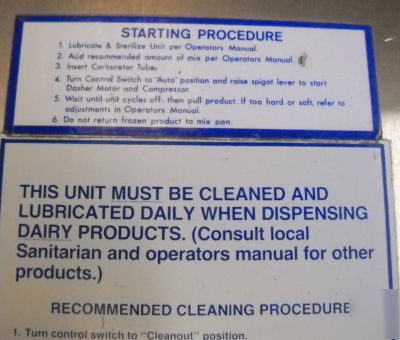 STARTING PROCEDURE
1. Lubricate & Sterilize Unit per Operators Manual.
2. Add recommended amount of mix per Operators Manual.
3. Insert Carburetor Tube.
4. Turn Control Switch to "Auto" position and raise spigot lever to start
Dasher Motor and Compressor.
5. Wait until unit cycles off, then pull product. If too hard or soft, refer to
adjustments in Operators Manual.
6. Do not return frozen product to mix pan.
THIS UNIT MUST BE CLEANED AND
LUBRICATED DAILY WHEN DISPENSING
DAIRY PRODUCTS. (Consult local
Sanitarian and operators manual for other
products.)
RECOMMENDED CLEANING PROCEDURE
1. Turn control switch to "Cleanout" position.